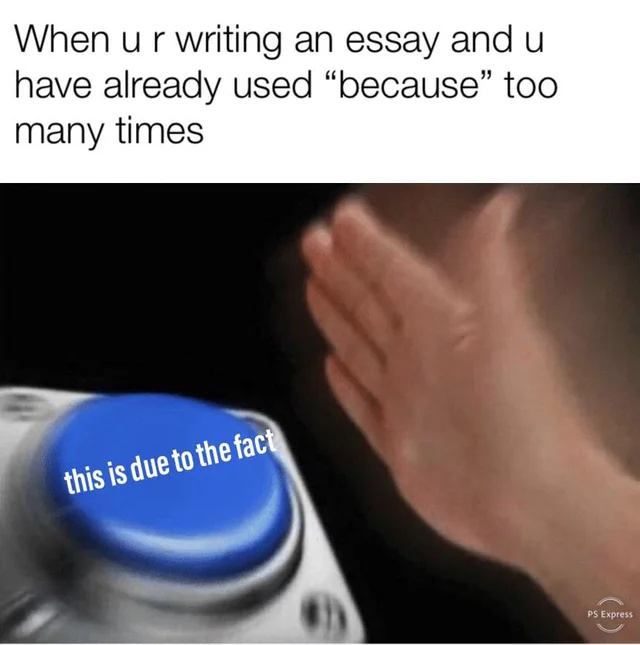 When u r writing an essay and u
have already used “because” too
many times
this is due to the fact
PS Express